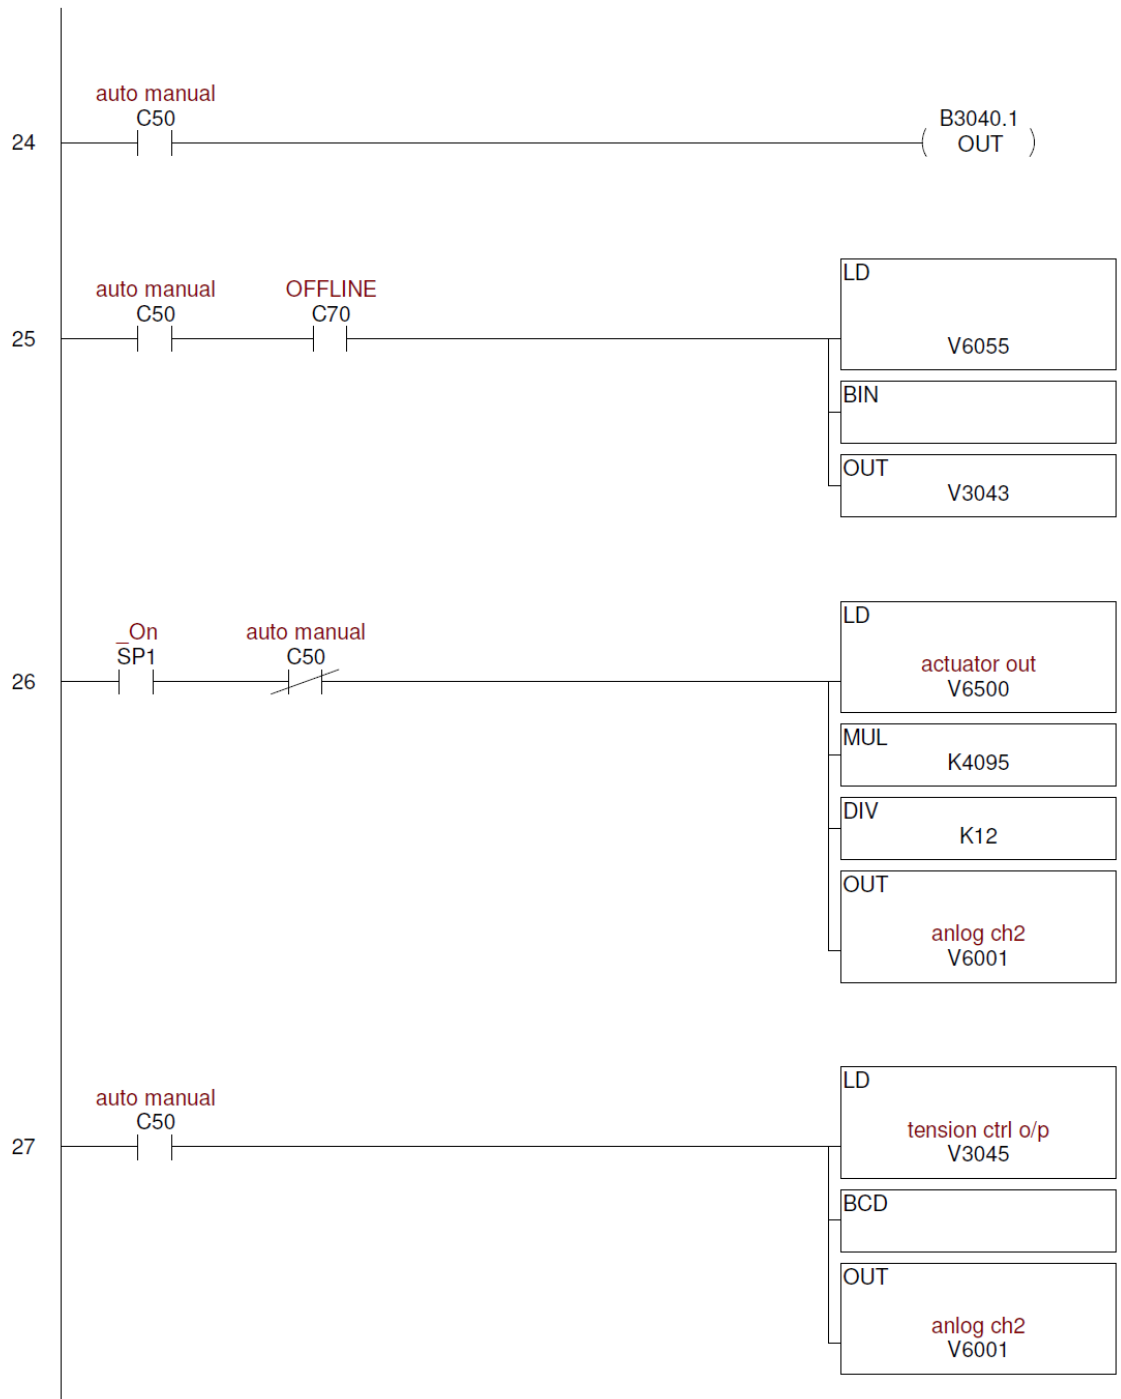 auto manual
C50
B3040.1
24
OUT
auto manual
C50
OFFLINE
C70
25
LD
V6055
BIN
OUT
V3043
_On
SP1
auto manual
C50
26
LD
actuator out
V6500
MUL
K4095
DIV
K12
OUT
anlog ch2
V6001
auto manual
C50
27
LD
tension ctrl o/p
V3045
BCD
OUT
anlog ch2
V6001